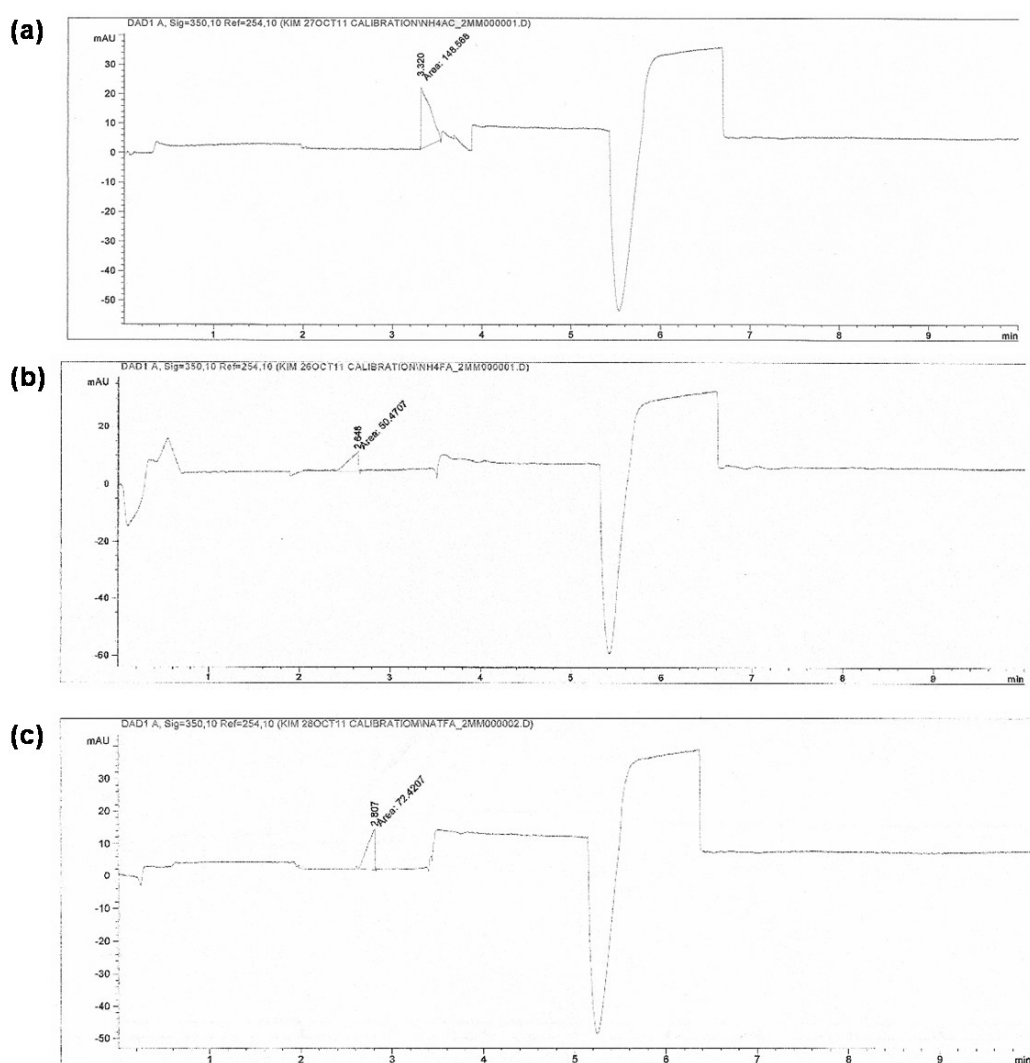 (a)
DAD1 A, Sig=350,10 Ref=254,10 (KIM 27OCT11 CALIBRATION\NH4AC_2MM000001.D)
mAU
3.320
Area: 148.588
30
20
10
0
-10
-20
-30
-40
-50
1 2 3 4 5 6 7 8 9 min
(b)
DAD1 A, Sig=350,10 Ref=254,10 (KIM 26OCT11 CALIBRATION\NH4FA_2MM000001.D)
mAU
2.648
Area: 50.4707
20
0
-20
-40
-60
1 2 3 4 5 6 7 8 9 min
(c)
DAD1 A, Sig=350,10 Ref=254,10 (KIM 28OCT11 CALIBRATIOM\NATFA_2MM000002.D)
mAU
2.807
Area: 72.4207
30
20
10
0
-10
-20
-30
-40
-50
1 2 3 4 5 6 7 8 9 min